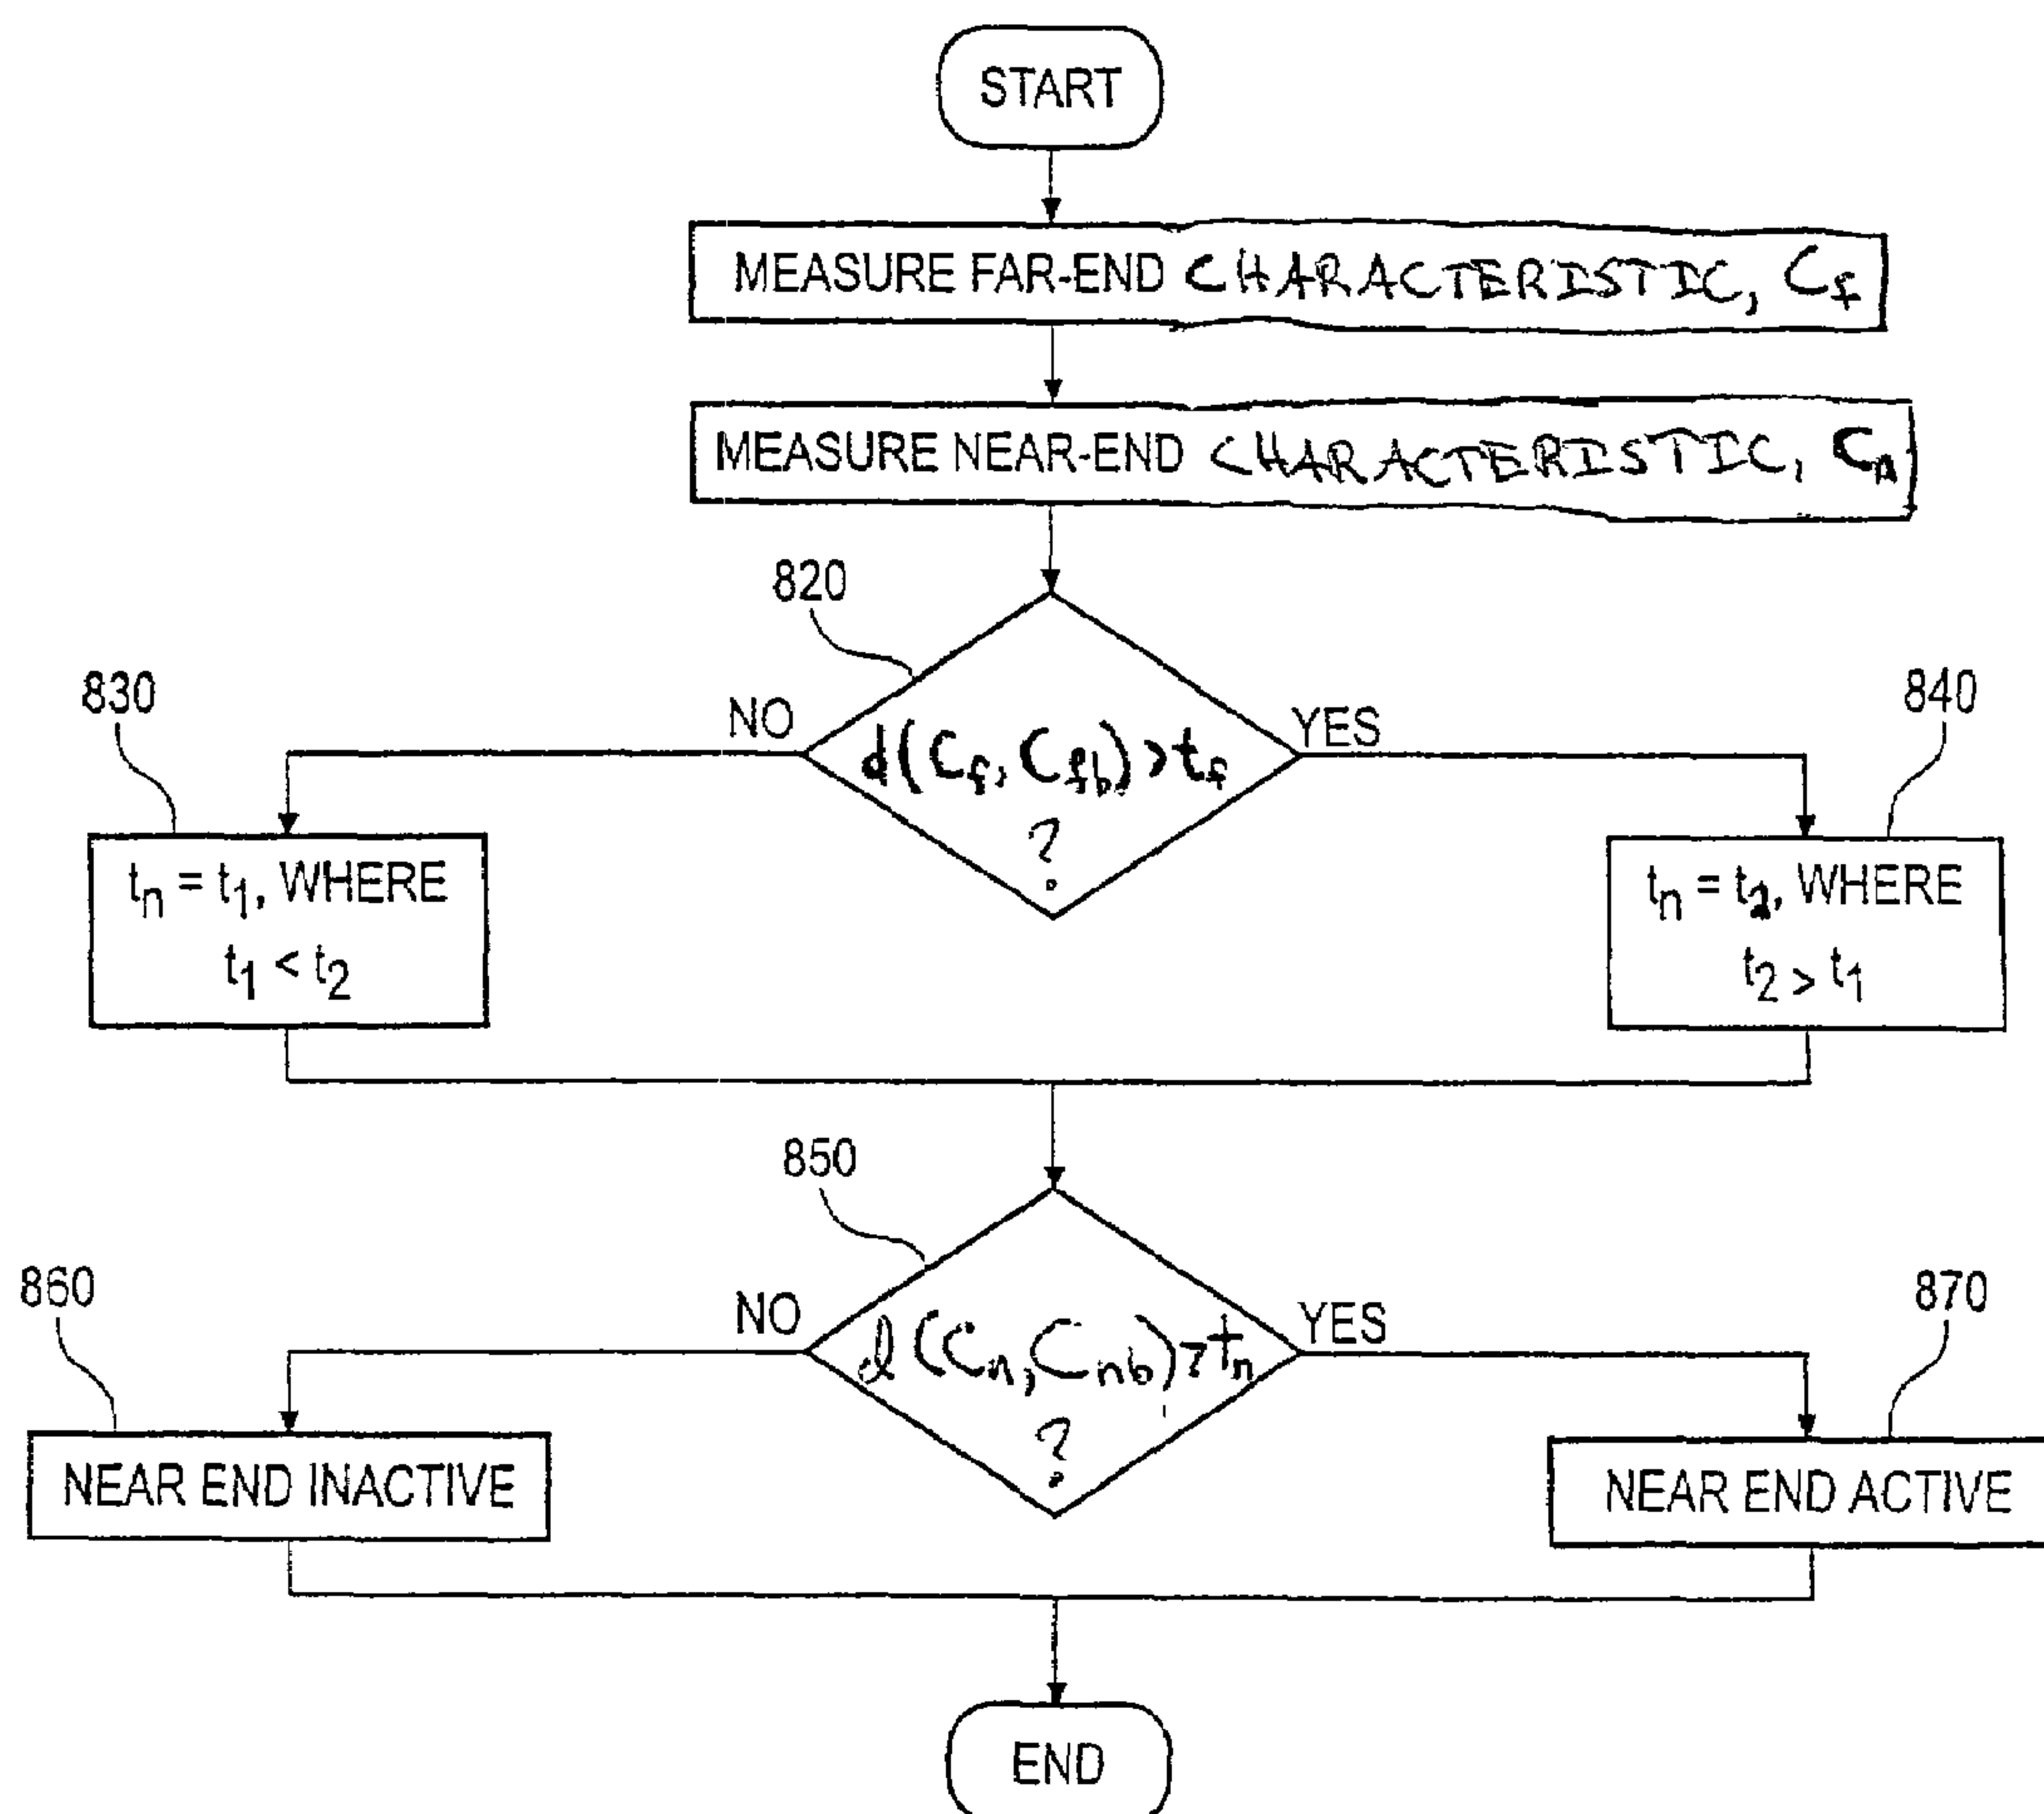 START
MEASURE FAR-END CHARACTERISTIC, Cf
MEASURE NEAR-END CHARACTERISTIC, Cn
820
830
NO
YES
840
d(Cf, Cfb) > tf
?
tn = t1, WHERE
t1 < t2
tn = t2, WHERE
t2 > t1
850
860
NO
YES
870
d(Cn, Cnb) > tn
?
NEAR END INACTIVE
NEAR END ACTIVE
END